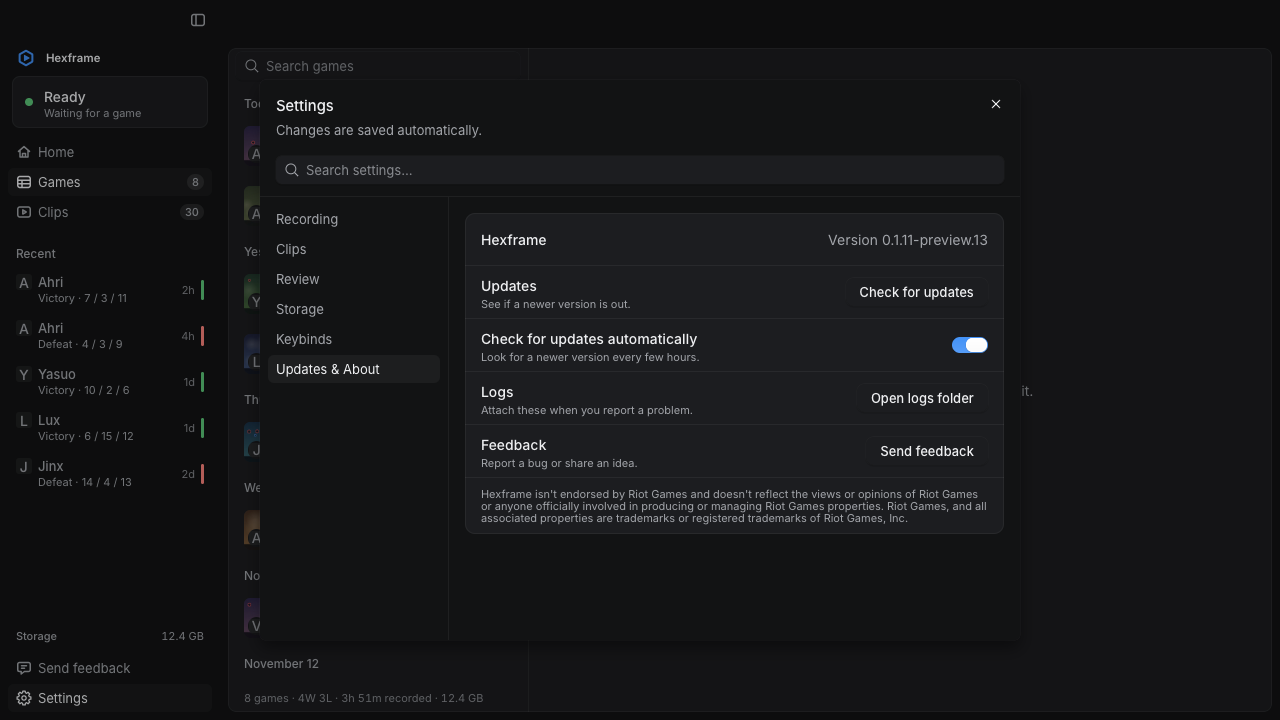 Hexframe
Ready
Waiting for a game
Home
Games 8
Clips 30
Recent
A Ahri 2h
Victory · 7 / 3 / 11
A Ahri 4h
Defeat · 4 / 3 / 9
Y Yasuo 1d
Victory · 10 / 2 / 6
L Lux 1d
Victory · 6 / 15 / 12
J Jinx 2d
Defeat · 14 / 4 / 13
Storage 12.4 GB
Send feedback
Settings
Search games
November 12
8 games · 4W 3L · 3h 51m recorded · 12.4 GB
it.
Settings
Changes are saved automatically.
Search settings...
Recording
Clips
Review
Storage
Keybinds
Updates & About
Hexframe Version 0.1.11-preview.13
Updates
See if a newer version is out.
Check for updates
Check for updates automatically
Look for a newer version every few hours.
Logs
Attach these when you report a problem.
Open logs folder
Feedback
Report a bug or share an idea.
Send feedback
Hexframe isn't endorsed by Riot Games and doesn't reflect the views or opinions of Riot Games
or anyone officially involved in producing or managing Riot Games properties. Riot Games, and all
associated properties are trademarks or registered trademarks of Riot Games, Inc.